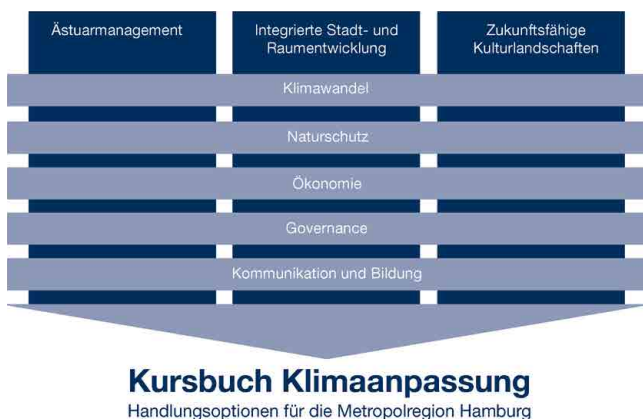 Ästuarmanagement
Integrierte Stadt- und
Raumentwicklung
Zukunftsfähige
Kulturlandschaften
Klimawandel
Naturschutz
Ökonomie
Governance
Kommunikation und Bildung
Kursbuch Klimaanpassung
Handlungsoptionen für die Metropolregion Hamburg